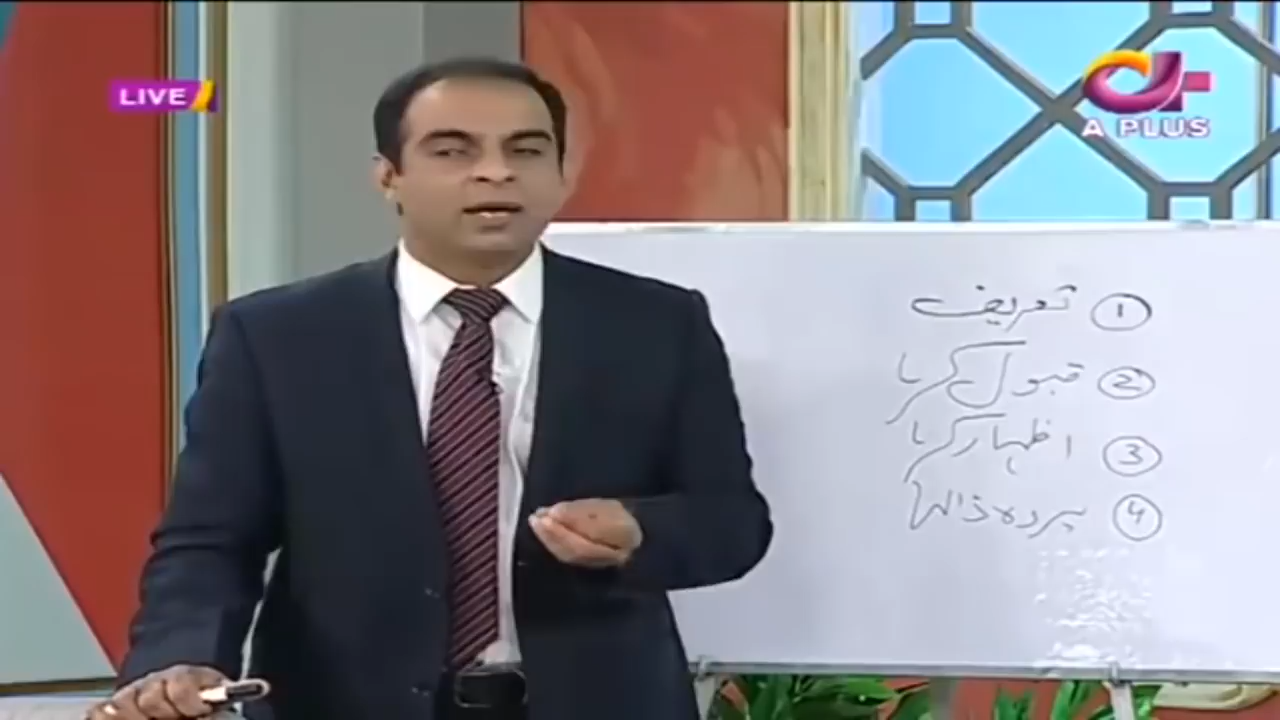 LIVE
A PLUS
① تعریف
② قبول کرنا
③ اظہار کرنا
④ پردہ ڈالنا